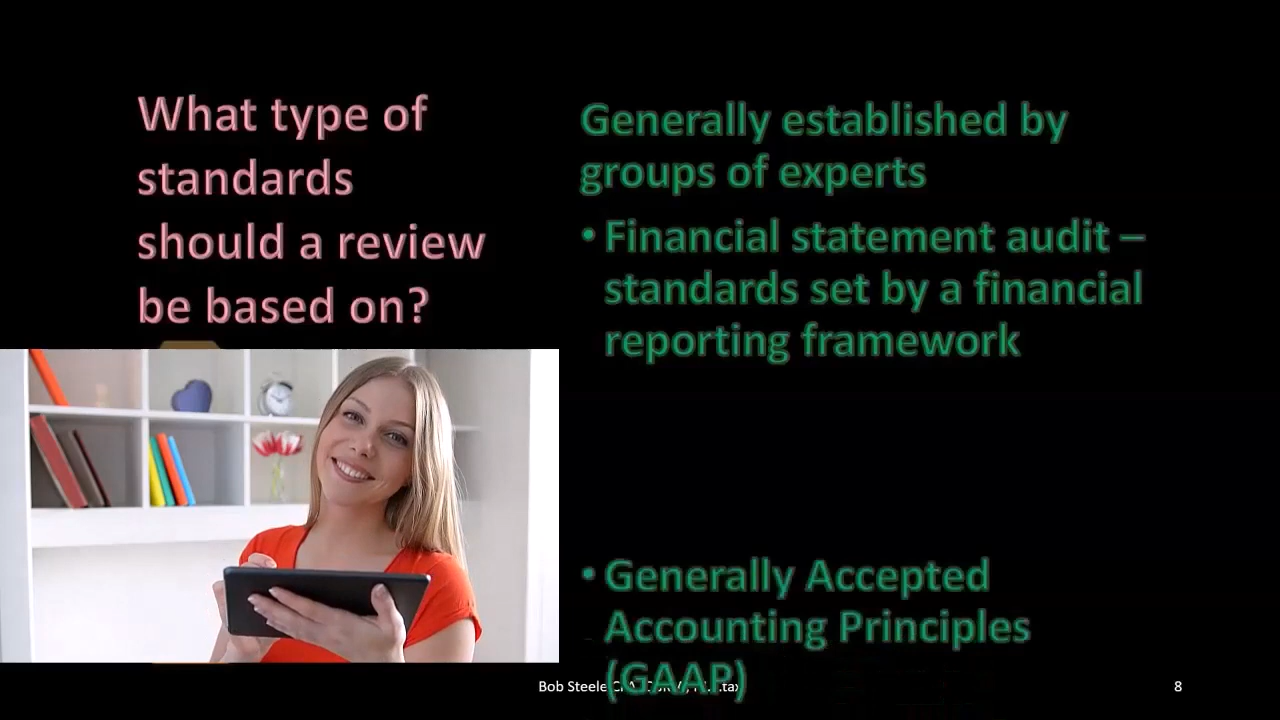 What type of
standards
should a review
be based on?
Generally established by
groups of experts
• Financial statement audit –
standards set by a financial
reporting framework
• Generally Accepted
Accounting Principles
(GAAP)
Bob Steele
8